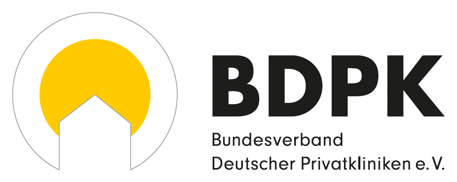 BDPK
Bundesverband
Deutscher Privatkliniken e.V.